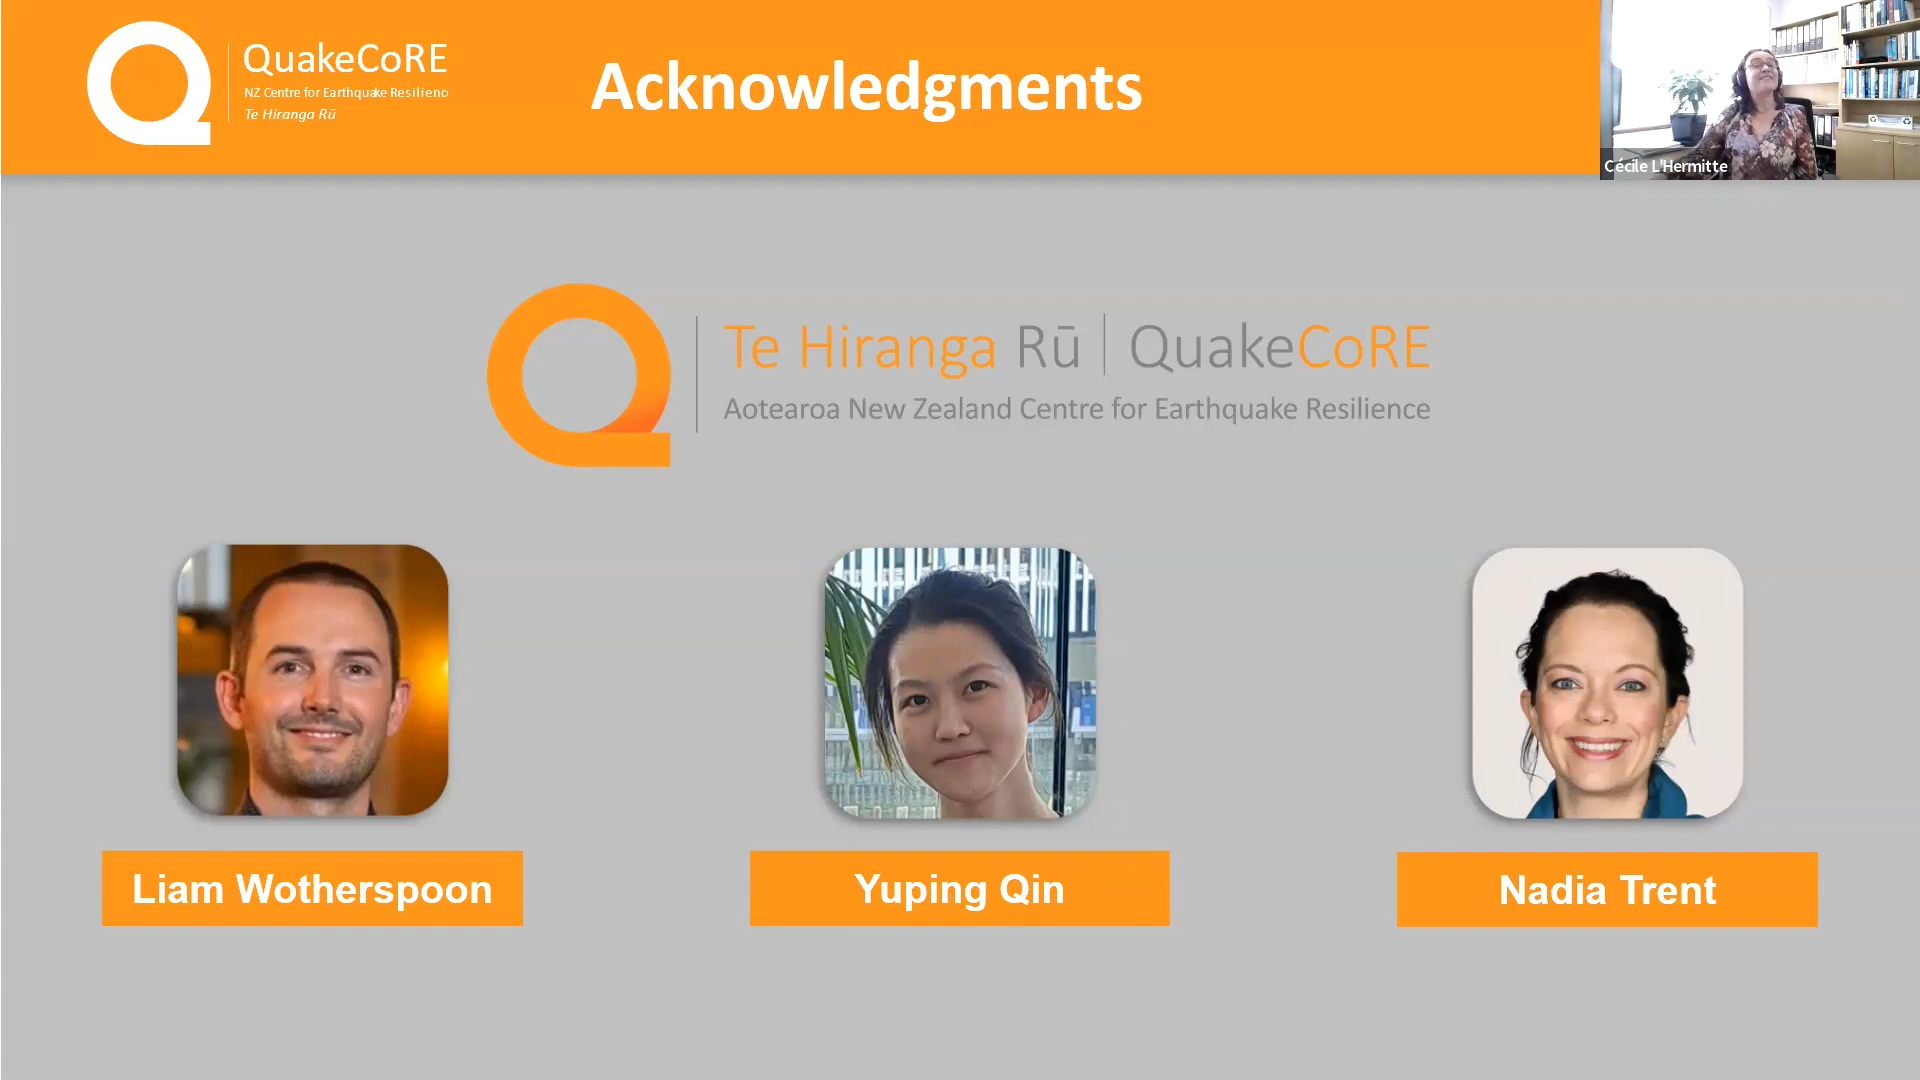 QuakeCoRE
NZ Centre for Earthquake Resilienc
Te Hiranga Rū
Acknowledgments
Cécile L'Hermitte
Te Hiranga Rū | QuakeCoRE
Aotearoa New Zealand Centre for Earthquake Resilience
Liam Wotherspoon
Yuping Qin
Nadia Trent